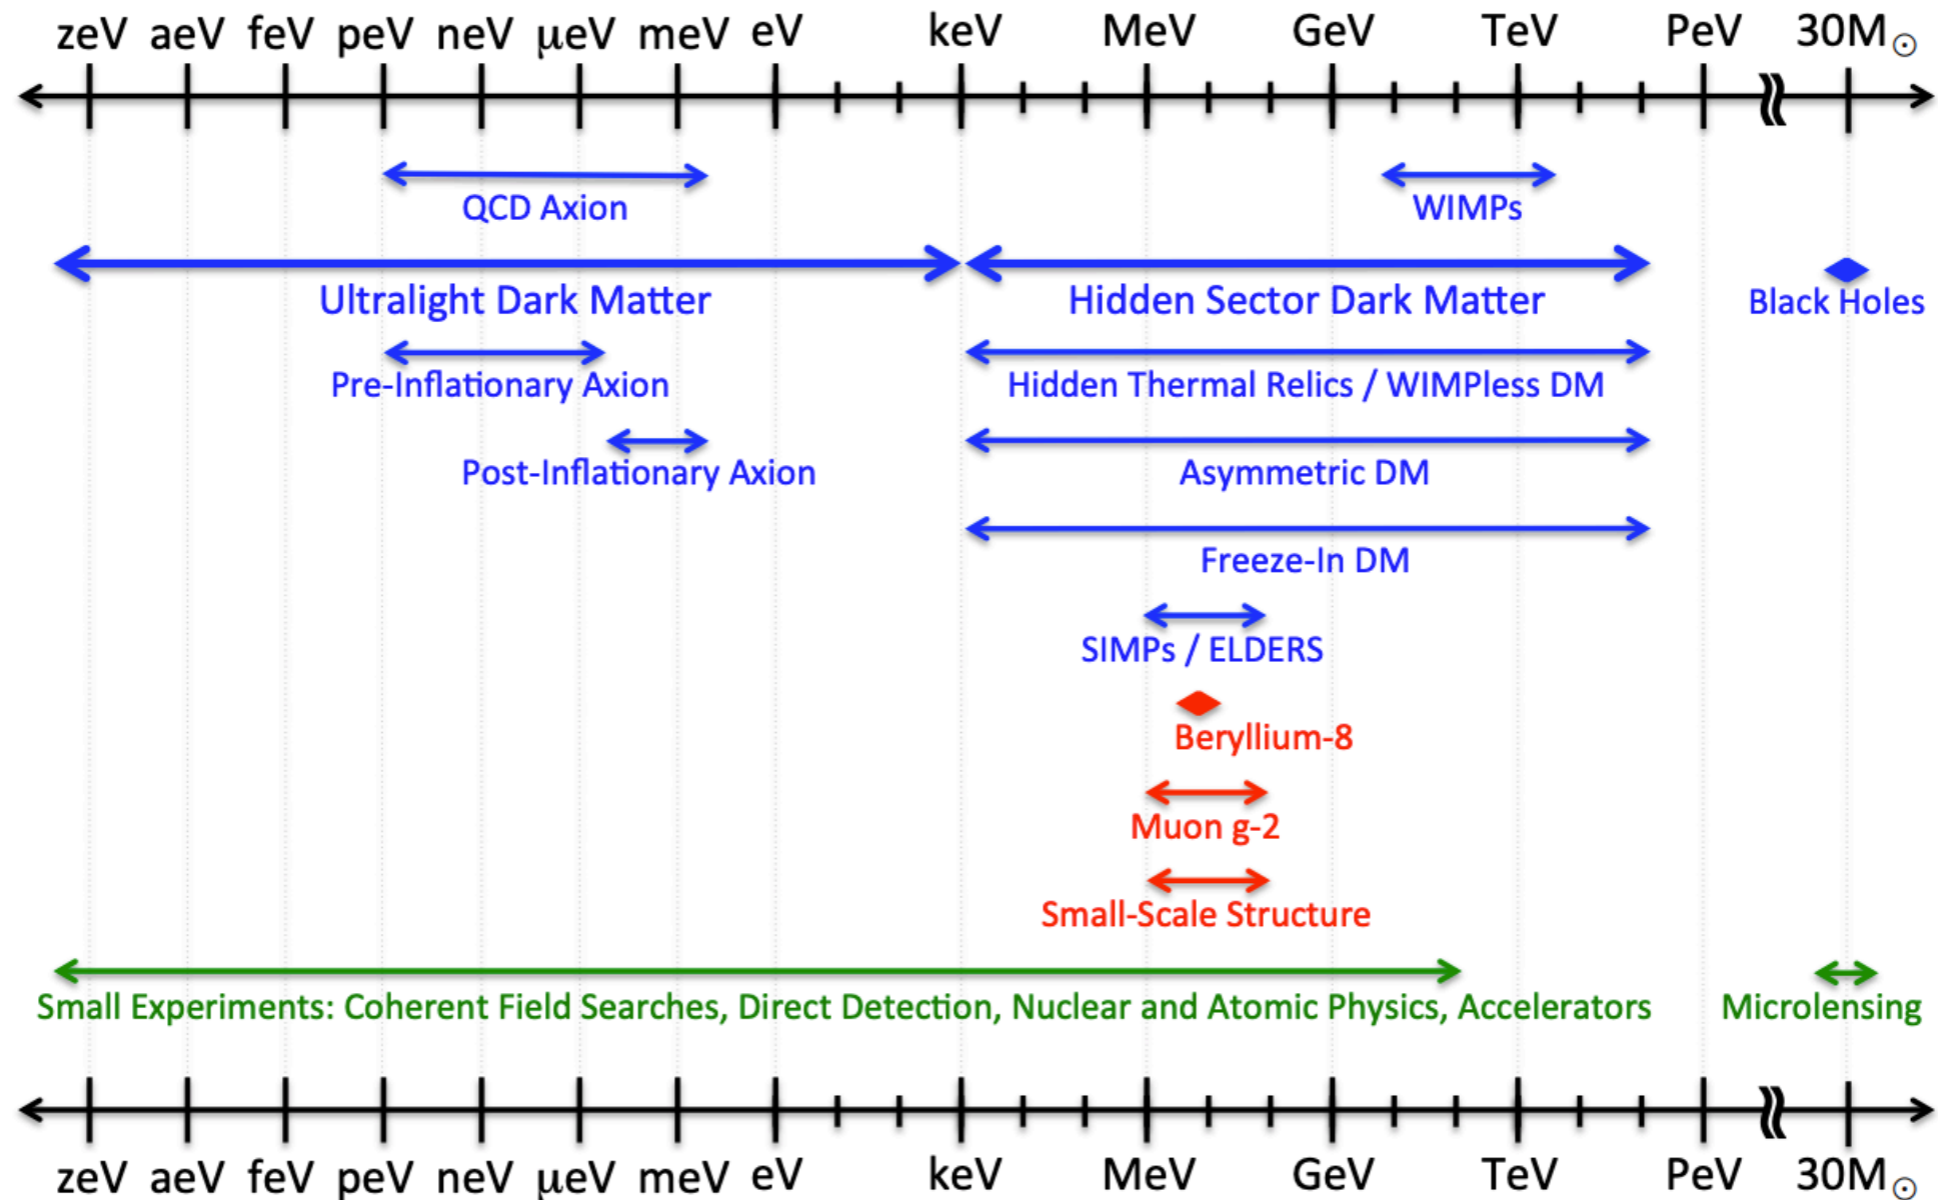 zeV aeV feV peV neV μeV meV eV keV MeV GeV TeV PeV 30M☉
QCD Axion WIMPs
Ultralight Dark Matter Hidden Sector Dark Matter Black Holes
Pre-Inflationary Axion Hidden Thermal Relics / WIMPless DM
Post-Inflationary Axion Asymmetric DM
Freeze-In DM
SIMPs / ELDERS
Beryllium-8
Muon g-2
Small-Scale Structure
Small Experiments: Coherent Field Searches, Direct Detection, Nuclear and Atomic Physics, Accelerators Microlensing
zeV aeV feV peV neV μeV meV eV keV MeV GeV TeV PeV 30M☉